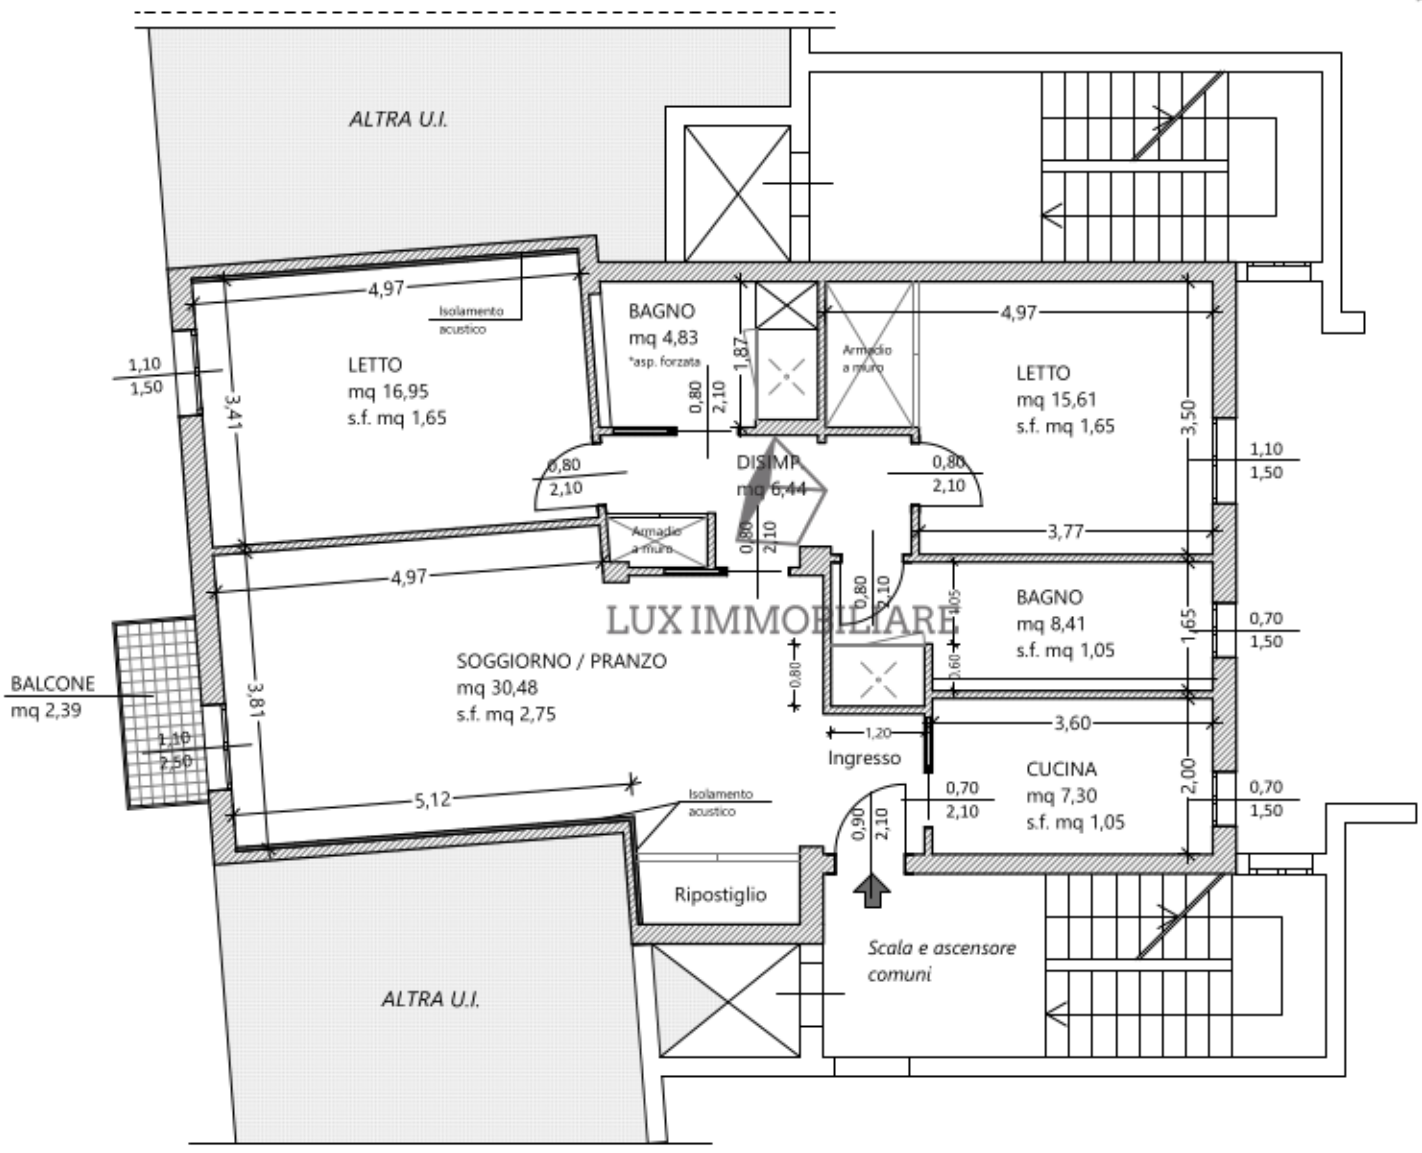 ALTRA U.I.
4,97
Isolamento
acustico
LETTO
mq 16,95
s.f. mq 1,65
3,41
1,10
1,50
BAGNO
mq 4,83
*asp. forzata
1,87
0,80
2,10
Armadio
a muro
4,97
LETTO
mq 15,61
s.f. mq 1,65
3,50
1,10
1,50
3,77
0,80
2,10
DISIMP.
mq 6,44
0,80
2,10
0,80
2,10
Armadio
a muro
0,80
2,10
LUX IMMOBILIARE
4,97
SOGGIORNO / PRANZO
mq 30,48
s.f. mq 2,75
3,81
BALCONE
mq 2,39
1,10
2,50
5,12
Isolamento
acustico
0,80
1,05
0,60
BAGNO
mq 8,41
s.f. mq 1,05
1,65
0,70
1,50
1,20
Ingresso
3,60
CUCINA
mq 7,30
s.f. mq 1,05
2,00
0,70
2,10
0,70
1,50
0,90
2,10
Ripostiglio
Scala e ascensore
comuni
ALTRA U.I.